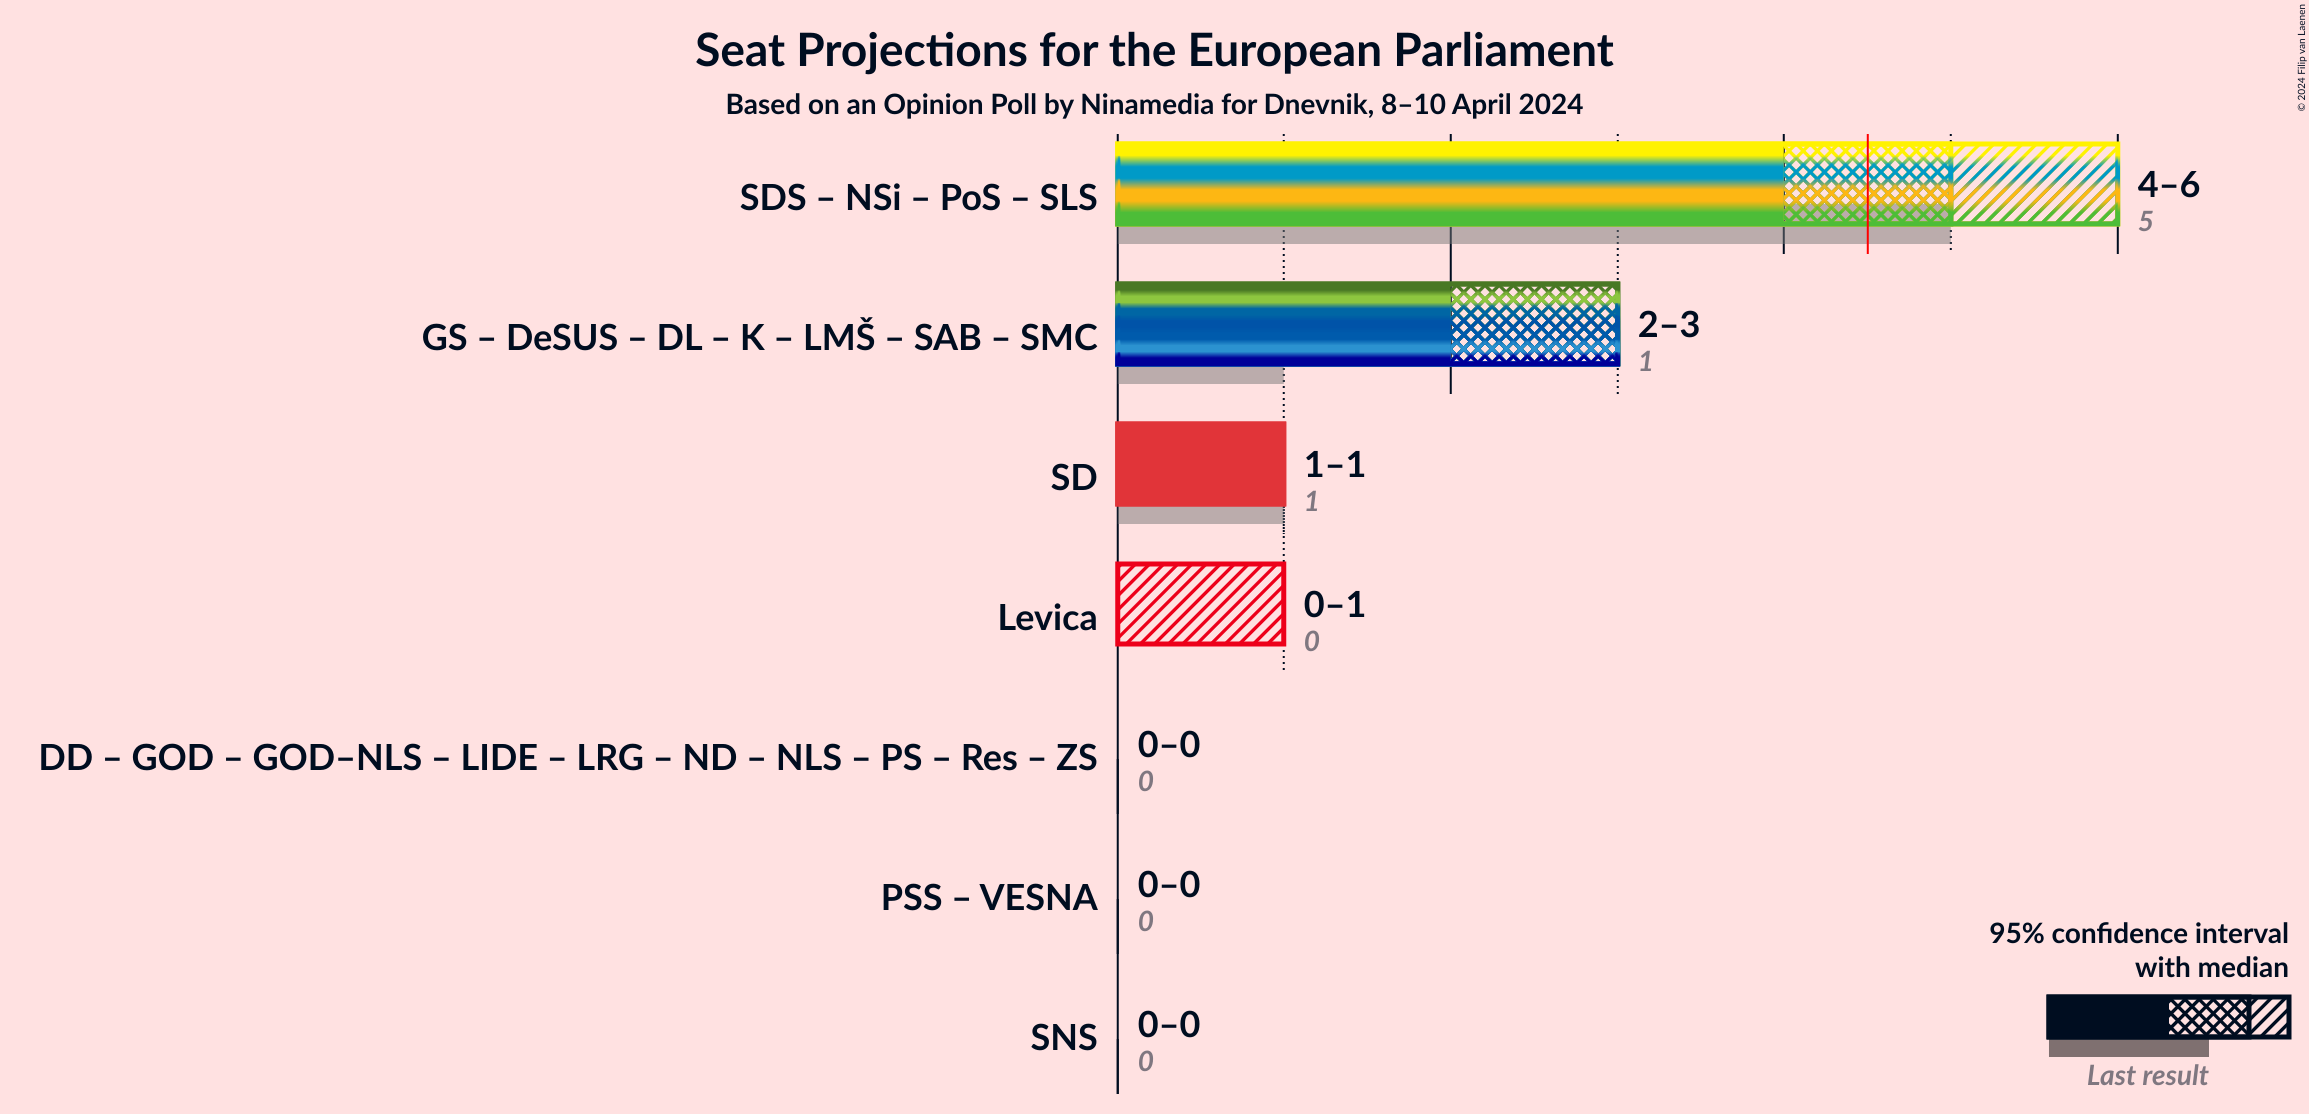 Seat Projections for the European Parliament
Based on an Opinion Poll by Ninamedia for Dnevnik, 8–10 April 2024
© 2024 Filip van Laenen
SDS – NSi – PoS – SLS
4–6
5
GS – DeSUS – DL – K – LMŠ – SAB – SMC
2–3
1
SD
1–1
1
Levica
0–1
0
DD – GOD – GOD–NLS – LIDE – LRG – ND – NLS – PS – Res – ZS
0–0
0
PSS – VESNA
0–0
0
SNS
0–0
0
95% confidence interval
with median
Last result